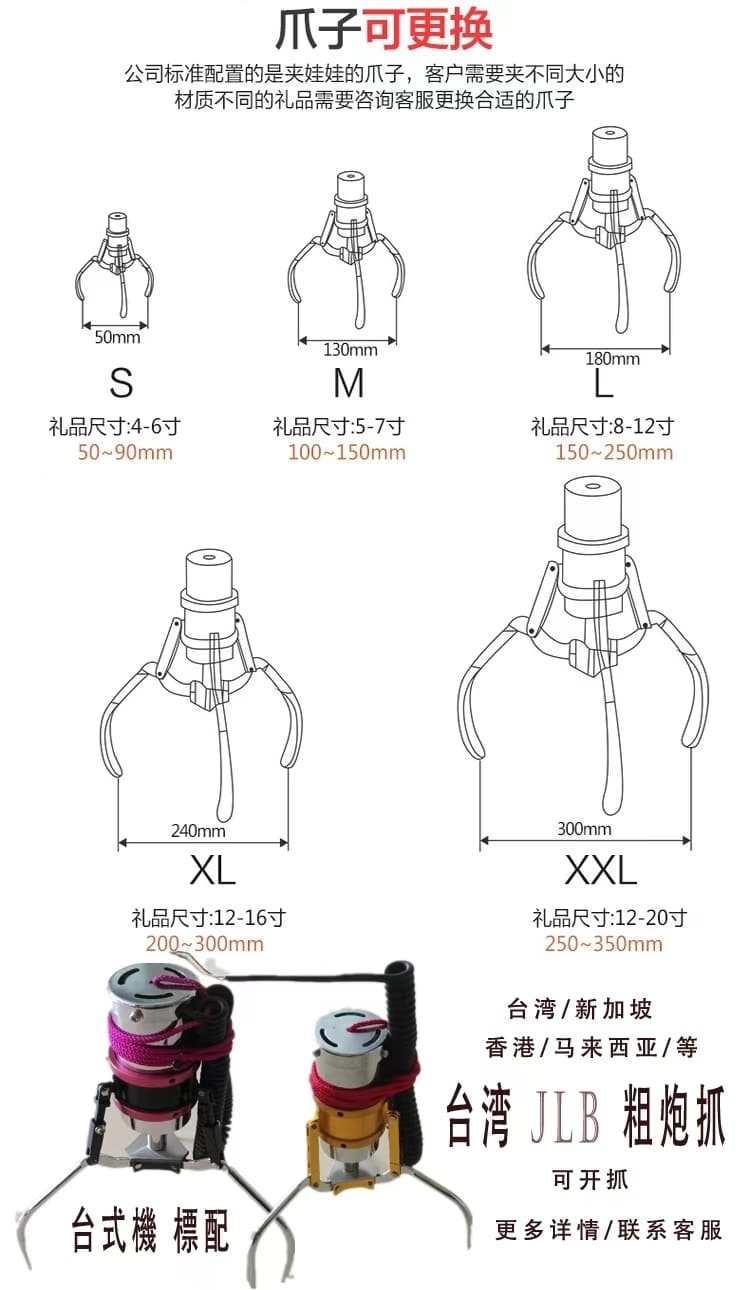 爪子可更换
公司标准配置的是夹娃娃的爪子，客户需要夹不同大小的
材质不同的礼品需要咨询客服更换合适的爪子
50mm
130mm
180mm
S
M
L
礼品尺寸:4-6寸
礼品尺寸:5-7寸
礼品尺寸:8-12寸
50~90mm
100~150mm
150~250mm
240mm
300mm
XL
XXL
礼品尺寸:12-16寸
礼品尺寸:12-20寸
200~300mm
250~350mm
台湾/新加坡
香港/马来西亚/等
台湾 JLB 粗炮抓
可开抓
台式機 標配
更多详情/联系客服